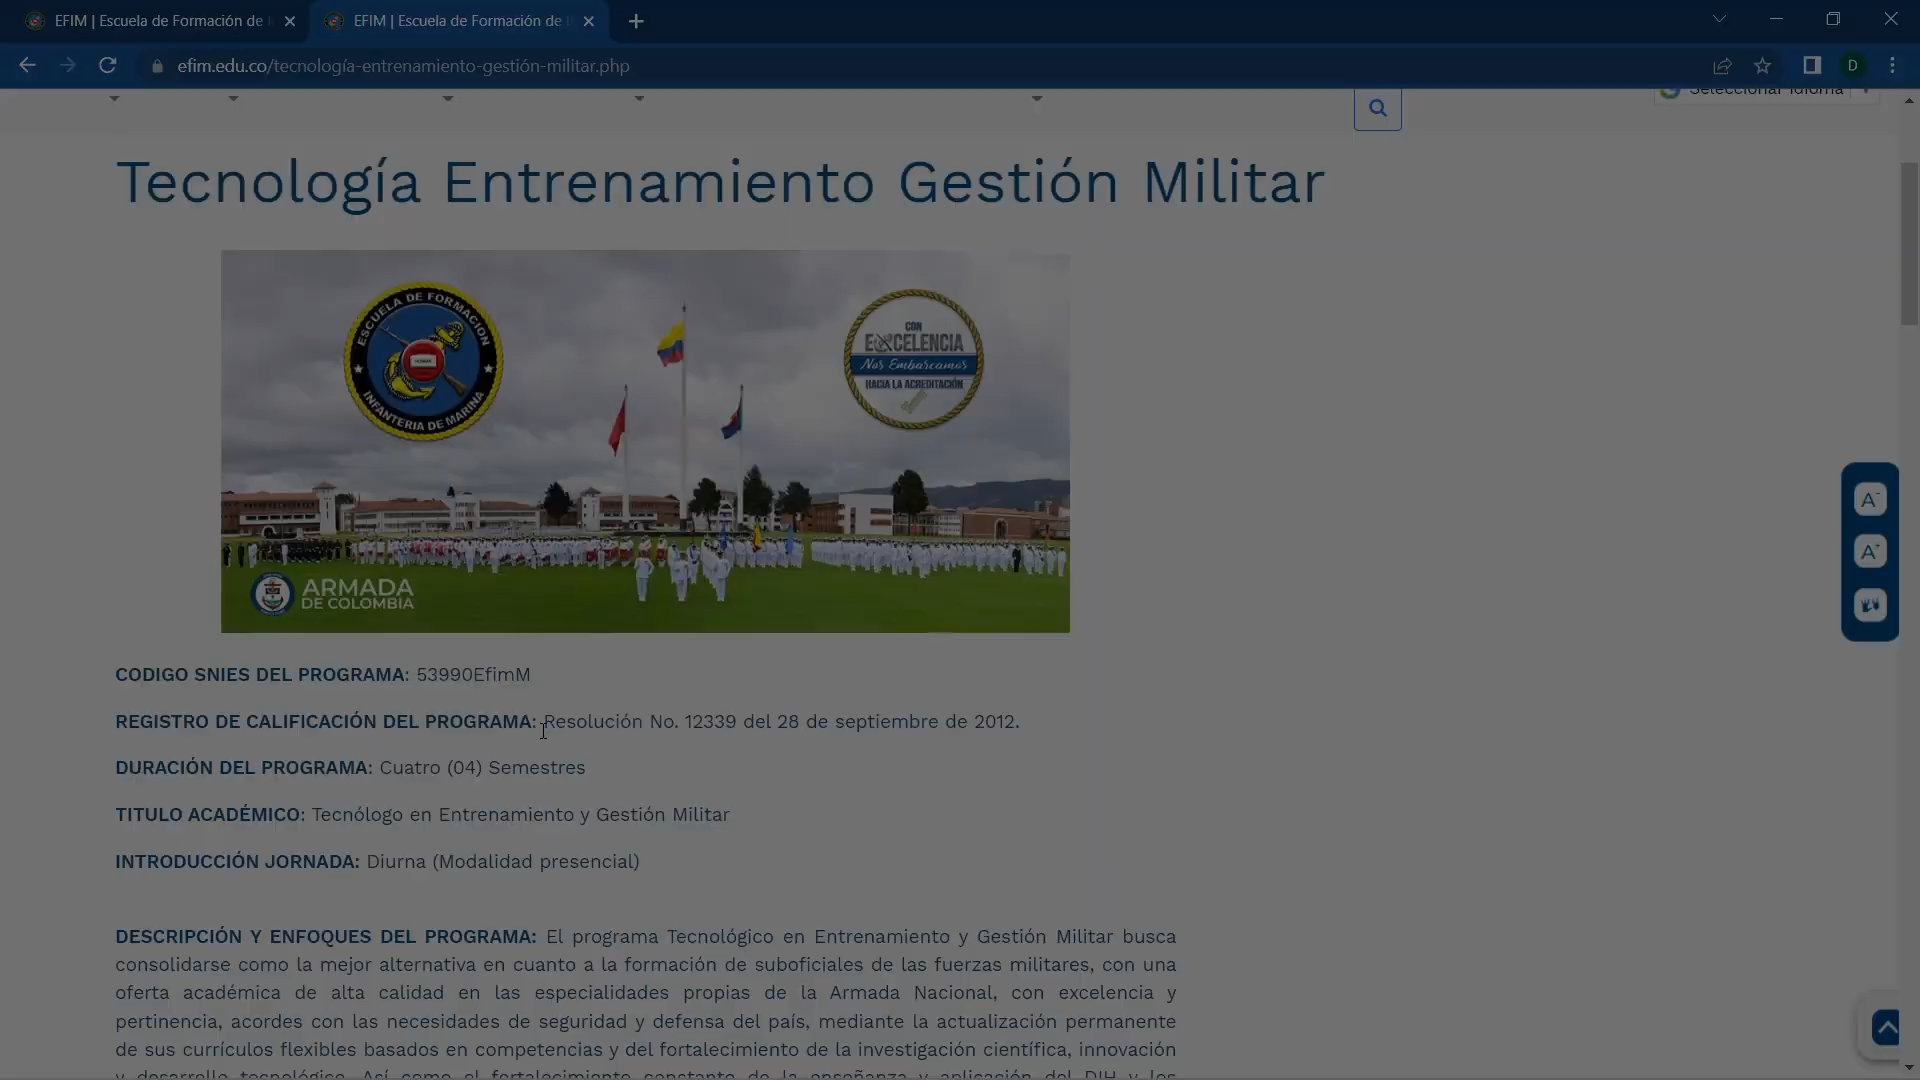 EFIM | Escuela de Formación de
EFIM | Escuela de Formación de
efim.edu.co/tecnología-entrenamiento-gestión-militar.php
D
Seleccionar idioma
Tecnología Entrenamiento Gestión Militar
ESCUELA DE FORMACION
INFANTERIA DE MARINA
CON
EXCELENCIA
Nos Embarcamos
HACIA LA ACREDITACIÓN
ARMADA
DE COLOMBIA
A-
A+
CODIGO SNIES DEL PROGRAMA: 53990EfimM
REGISTRO DE CALIFICACIÓN DEL PROGRAMA: Resolución No. 12339 del 28 de septiembre de 2012.
DURACIÓN DEL PROGRAMA: Cuatro (04) Semestres
TITULO ACADÉMICO: Tecnólogo en Entrenamiento y Gestión Militar
INTRODUCCIÓN JORNADA: Diurna (Modalidad presencial)
DESCRIPCIÓN Y ENFOQUES DEL PROGRAMA: El programa Tecnológico en Entrenamiento y Gestión Militar busca
consolidarse como la mejor alternativa en cuanto a la formación de suboficiales de las fuerzas militares, con una
oferta académica de alta calidad en las especialidades propias de la Armada Nacional, con excelencia y
pertinencia, acordes con las necesidades de seguridad y defensa del país, mediante la actualización permanente
de sus currículos flexibles basados en competencias y del fortalecimiento de la investigación científica, innovación
y desarrollo tecnológico. Así como el fortalecimiento constante de la enseñanza y aplicación del DIH y los